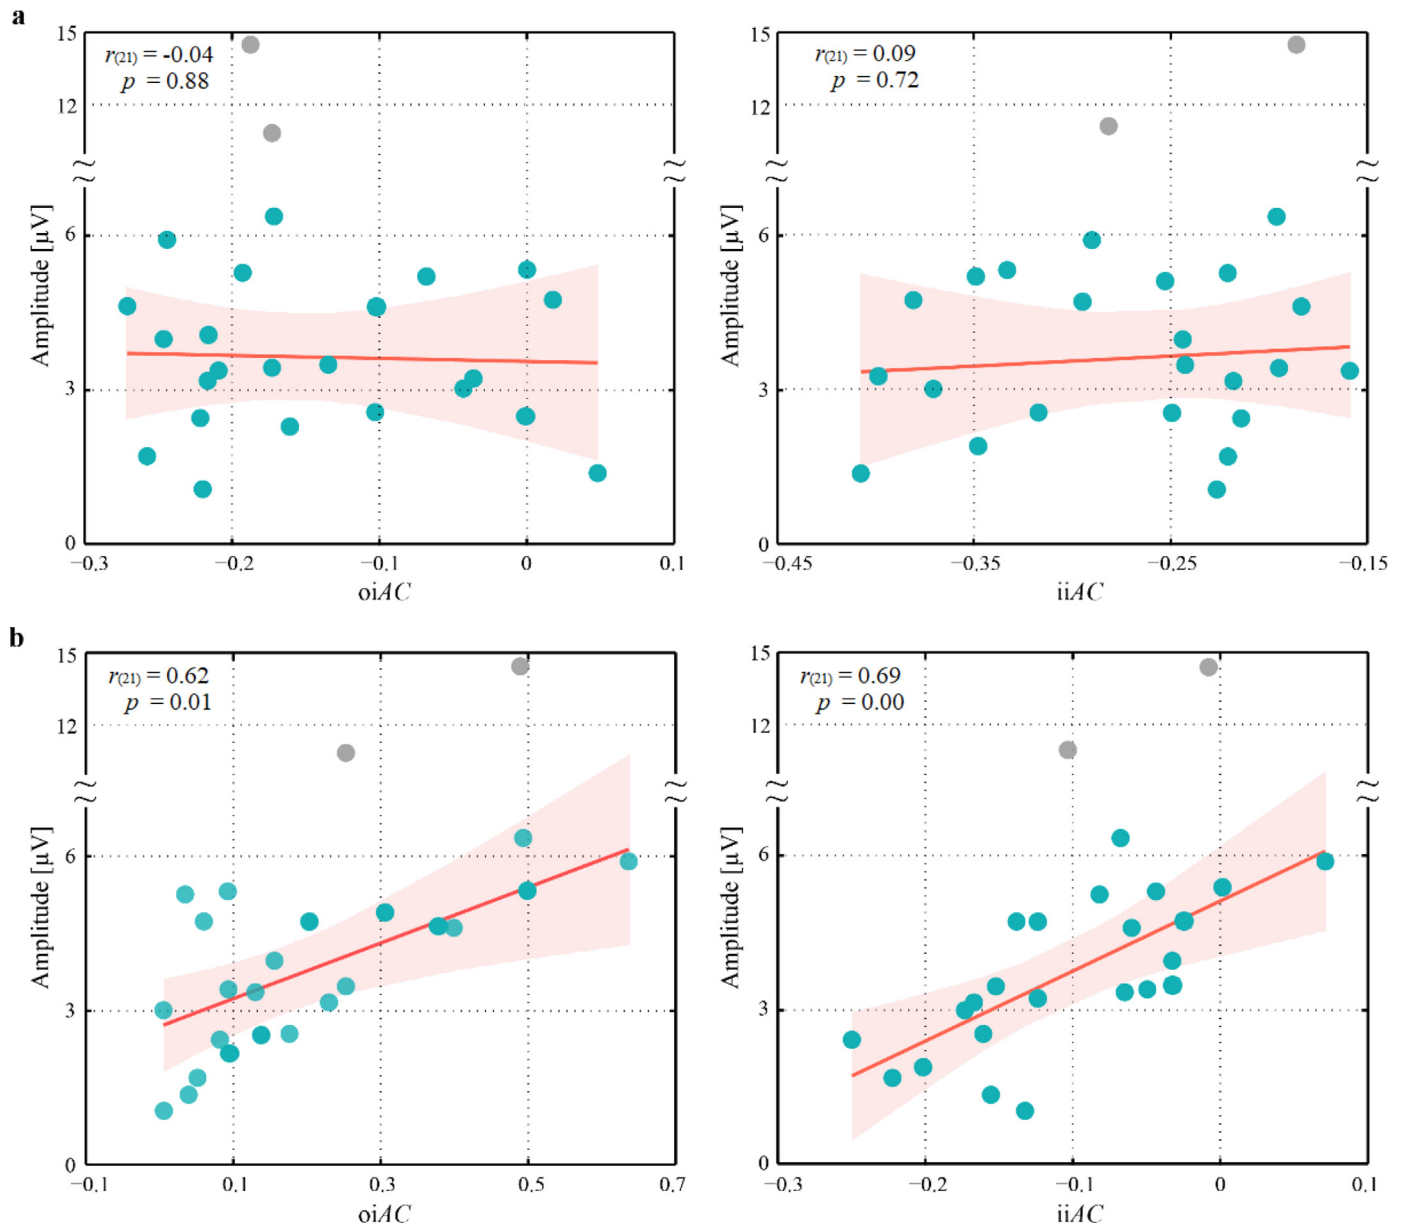 a
15
12
6
3
0
r(21) = -0.04
p = 0.88
Amplitude [µV]
−0.3
−0.2
−0.1
0
0.1
oiAC
15
12
6
3
0
r(21) = 0.09
p = 0.72
Amplitude [µV]
−0.45
−0.35
−0.25
−0.15
iiAC
b
15
12
6
3
0
r(21) = 0.62
p = 0.01
Amplitude [µV]
−0.1
0.1
0.3
0.5
0.7
oiAC
15
12
6
3
0
r(21) = 0.69
p = 0.00
Amplitude [µV]
−0.3
−0.2
−0.1
0
0.1
iiAC